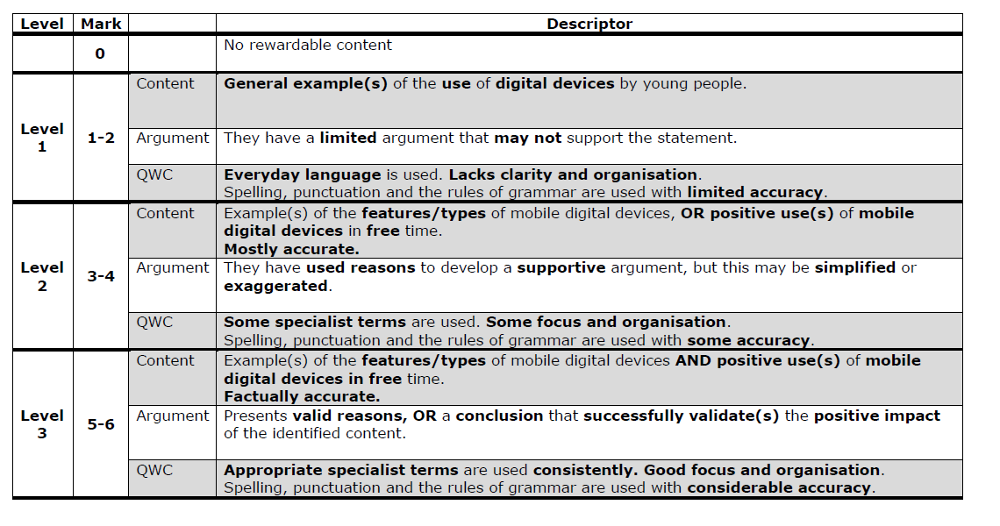 Level Mark Descriptor
0 No rewardable content
Level 1
1-2
Content General example(s) of the use of digital devices by young people.
Argument They have a limited argument that may not support the statement.
QWC Everyday language is used. Lacks clarity and organisation.
Spelling, punctuation and the rules of grammar are used with limited accuracy.
Level 2
3-4
Content Example(s) of the features/types of mobile digital devices, OR positive use(s) of mobile
digital devices in free time.
Mostly accurate.
Argument They have used reasons to develop a supportive argument, but this may be simplified or
exaggerated.
QWC Some specialist terms are used. Some focus and organisation.
Spelling, punctuation and the rules of grammar are used with some accuracy.
Level 3
5-6
Content Example(s) of the features/types of mobile digital devices AND positive use(s) of mobile
digital devices in free time.
Factually accurate.
Argument Presents valid reasons, OR a conclusion that successfully validate(s) the positive impact
of the identified content.
QWC Appropriate specialist terms are used consistently. Good focus and organisation.
Spelling, punctuation and the rules of grammar are used with considerable accuracy.